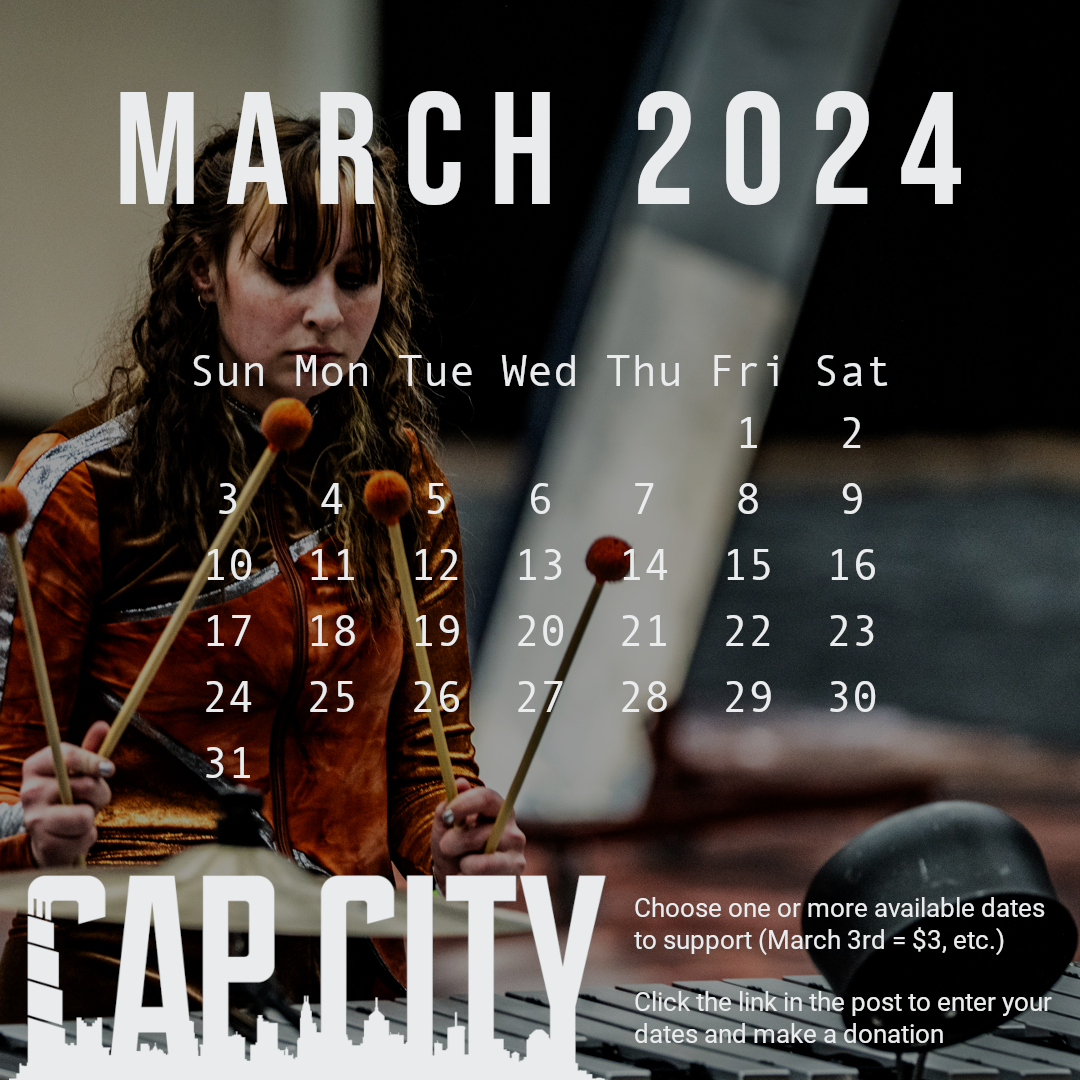 MARCH 2024
Sun Mon Tue Wed Thu Fri Sat
1 2
3 4 5 6 7 8 9
10 11 12 13 14 15 16
17 18 19 20 21 22 23
24 25 26 27 28 29 30
31
CAP CITY
Choose one or more available dates
to support (March 3rd = $3, etc.)
Click the link in the post to enter your
dates and make a donation